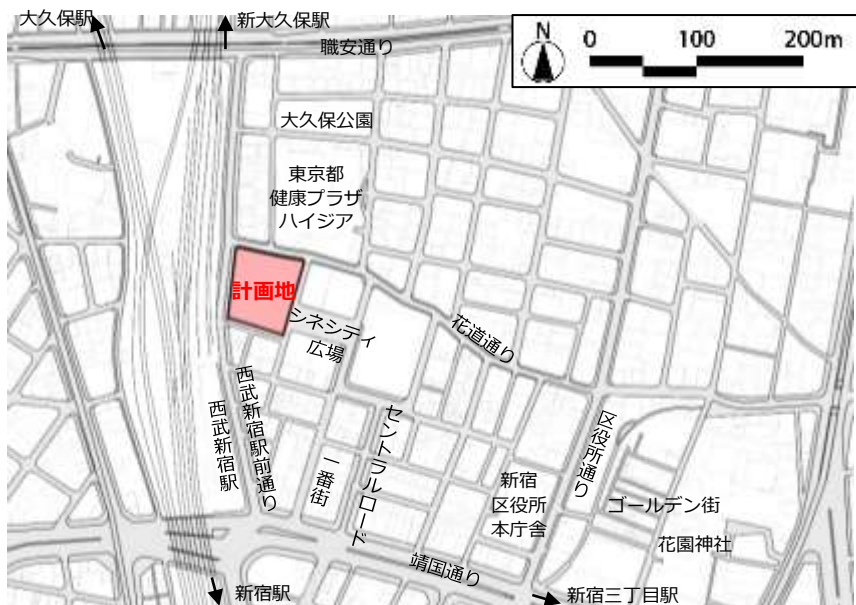 大久保駅
新大久保駅
職安通り
N
0 100 200m
大久保公園
東京都
健康プラザ
ハイジア
計画地
シネシティ
広場
花道通り
西武新宿駅前通り
西武新宿駅
一番街
セントラルロード
区役所通り
新宿
区役所
本庁舎
ゴールデン街
花園神社
靖国通り
新宿駅
新宿三丁目駅